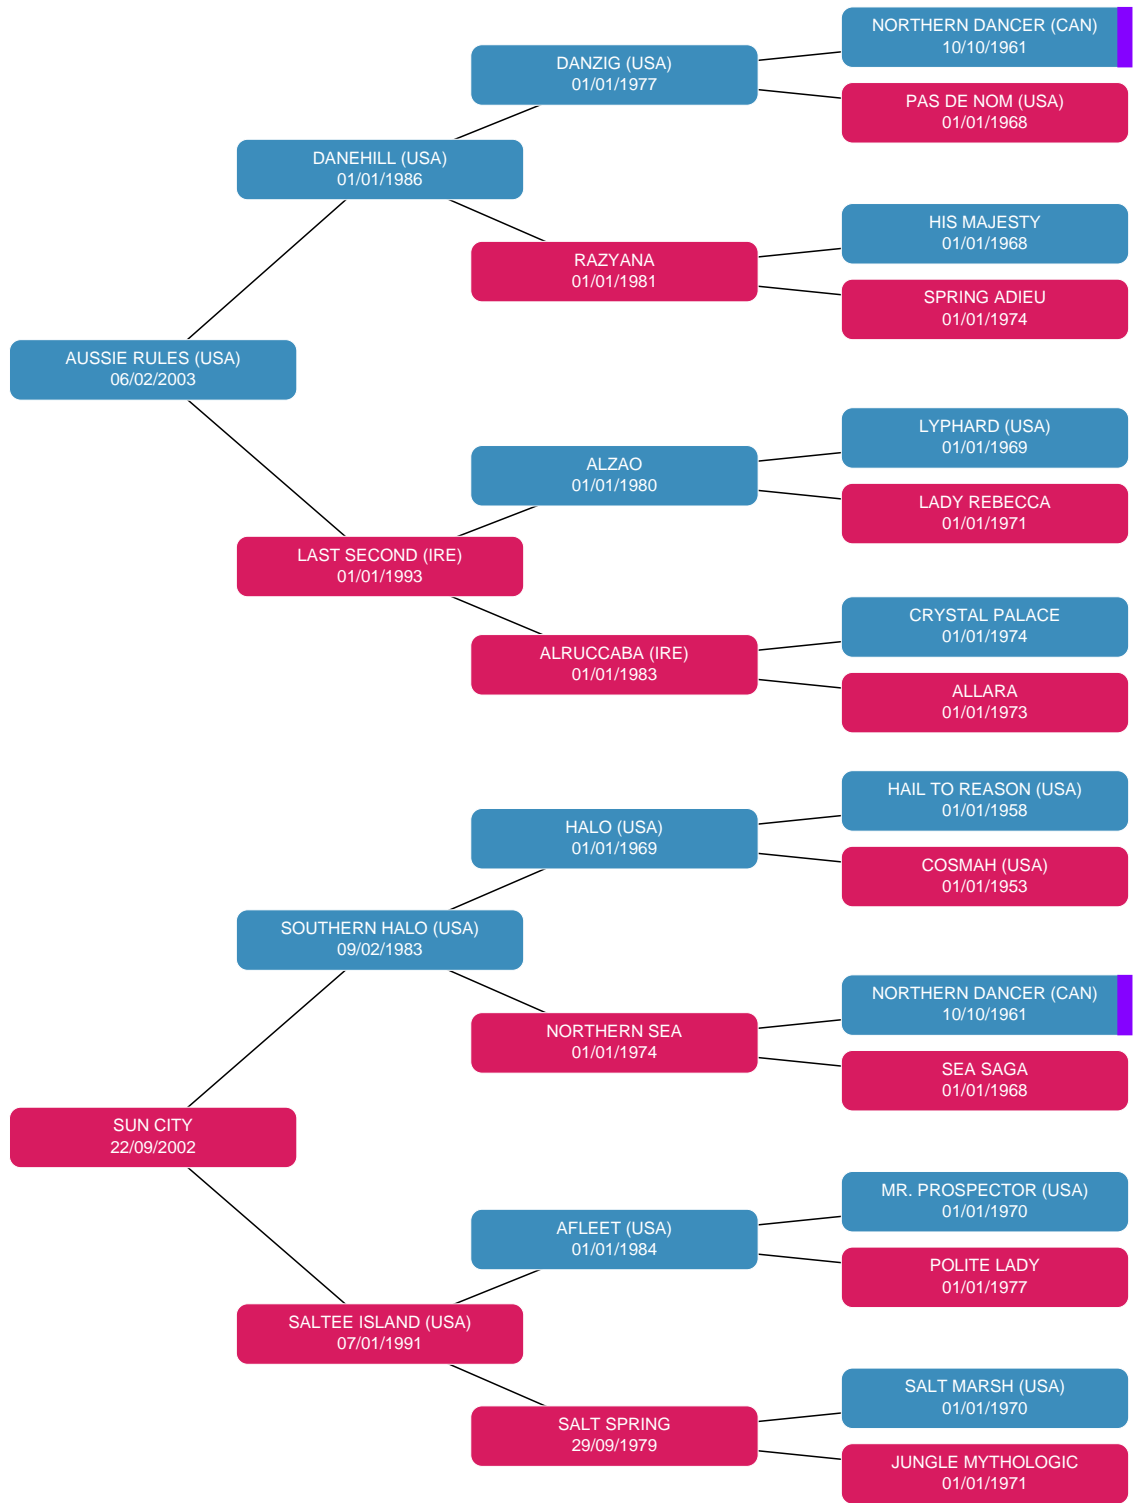 NORTHERN DANCER (CAN)
10/10/1961
DANZIG (USA)
01/01/1977
PAS DE NOM (USA)
01/01/1968
DANEHILL (USA)
01/01/1986
HIS MAJESTY
01/01/1968
RAZYANA
01/01/1981
SPRING ADIEU
01/01/1974
AUSSIE RULES (USA)
06/02/2003
LYPHARD (USA)
01/01/1969
ALZAO
01/01/1980
LADY REBECCA
01/01/1971
LAST SECOND (IRE)
01/01/1993
CRYSTAL PALACE
01/01/1974
ALRUCCABA (IRE)
01/01/1983
ALLARA
01/01/1973
HAIL TO REASON (USA)
01/01/1958
HALO (USA)
01/01/1969
COSMAH (USA)
01/01/1953
SOUTHERN HALO (USA)
09/02/1983
NORTHERN DANCER (CAN)
10/10/1961
NORTHERN SEA
01/01/1974
SEA SAGA
01/01/1968
SUN CITY
22/09/2002
MR. PROSPECTOR (USA)
01/01/1970
AFLEET (USA)
01/01/1984
POLITE LADY
01/01/1977
SALTEE ISLAND (USA)
07/01/1991
SALT MARSH (USA)
01/01/1970
SALT SPRING
29/09/1979
JUNGLE MYTHOLOGIC
01/01/1971